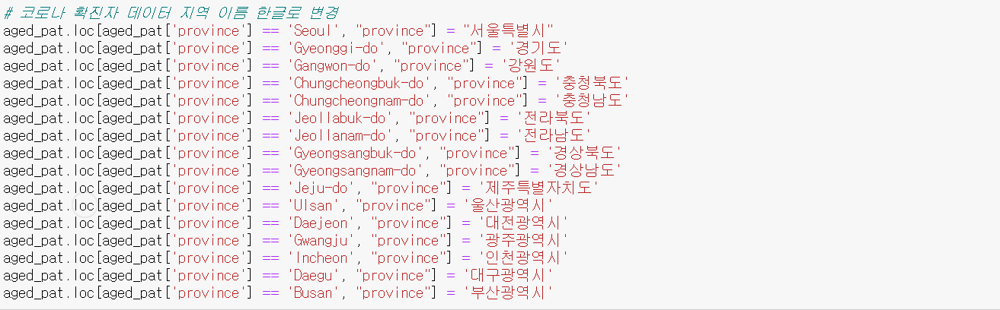 # 코로나 확진자 데이터 지역 이름 한글로 변경
aged_pat.loc[aged_pat['province'] == 'Seoul', "province"] = "서울특별시"
aged_pat.loc[aged_pat['province'] == 'Gyeonggi-do', "province"] = '경기도'
aged_pat.loc[aged_pat['province'] == 'Gangwon-do', "province"] = '강원도'
aged_pat.loc[aged_pat['province'] == 'Chungcheongbuk-do', "province"] = '충청북도'
aged_pat.loc[aged_pat['province'] == 'Chungcheongnam-do', "province"] = '충청남도'
aged_pat.loc[aged_pat['province'] == 'Jeollabuk-do', "province"] = '전라북도'
aged_pat.loc[aged_pat['province'] == 'Jeollanam-do', "province"] = '전라남도'
aged_pat.loc[aged_pat['province'] == 'Gyeongsangbuk-do', "province"] = '경상북도'
aged_pat.loc[aged_pat['province'] == 'Gyeongsangnam-do', "province"] = '경상남도'
aged_pat.loc[aged_pat['province'] == 'Jeju-do', "province"] = '제주특별자치도'
aged_pat.loc[aged_pat['province'] == 'Ulsan', "province"] = '울산광역시'
aged_pat.loc[aged_pat['province'] == 'Daejeon', "province"] = '대전광역시'
aged_pat.loc[aged_pat['province'] == 'Gwangju', "province"] = '광주광역시'
aged_pat.loc[aged_pat['province'] == 'Incheon', "province"] = '인천광역시'
aged_pat.loc[aged_pat['province'] == 'Daegu', "province"] = '대구광역시'
aged_pat.loc[aged_pat['province'] == 'Busan', "province"] = '부산광역시'